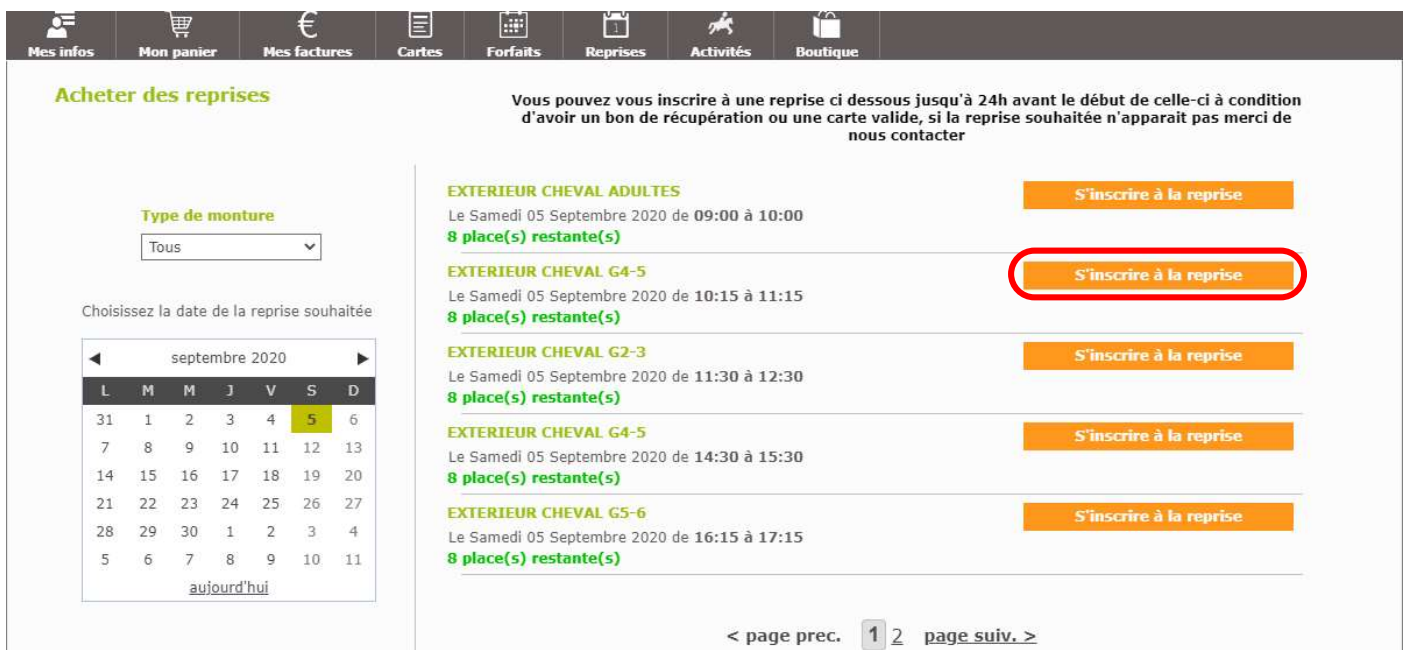 Mes infos Mon panier Mes factures Cartes Forfaits Reprises Activités Boutique
Acheter des reprises
Vous pouvez vous inscrire à une reprise ci dessous jusqu'à 24h avant le début de celle-ci à condition
d'avoir un bon de récupération ou une carte valide, si la reprise souhaitée n'apparait pas merci de
nous contacter
Type de monture
Tous
Choisissez la date de la reprise souhaitée
septembre 2020
L M M J V S D
31 1 2 3 4 5 6
7 8 9 10 11 12 13
14 15 16 17 18 19 20
21 22 23 24 25 26 27
28 29 30 1 2 3 4
5 6 7 8 9 10 11
aujourd'hui
EXTERIEUR CHEVAL ADULTES
S'inscrire à la reprise
Le Samedi 05 Septembre 2020 de 09:00 à 10:00
8 place(s) restante(s)
EXTERIEUR CHEVAL G4-5
S'inscrire à la reprise
Le Samedi 05 Septembre 2020 de 10:15 à 11:15
8 place(s) restante(s)
EXTERIEUR CHEVAL G2-3
S'inscrire à la reprise
Le Samedi 05 Septembre 2020 de 11:30 à 12:30
8 place(s) restante(s)
EXTERIEUR CHEVAL G4-5
S'inscrire à la reprise
Le Samedi 05 Septembre 2020 de 14:30 à 15:30
8 place(s) restante(s)
EXTERIEUR CHEVAL G5-6
S'inscrire à la reprise
Le Samedi 05 Septembre 2020 de 16:15 à 17:15
8 place(s) restante(s)
< page prec. 1 2 page suiv. >